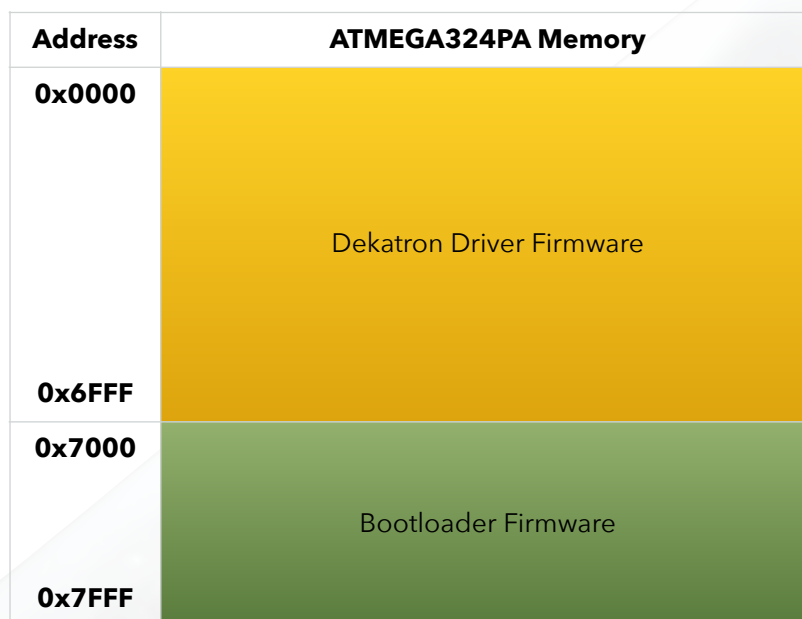 Address ATMEGA324PA Memory
0x0000
Dekatron Driver Firmware
0x6FFF
0x7000
Bootloader Firmware
0x7FFF